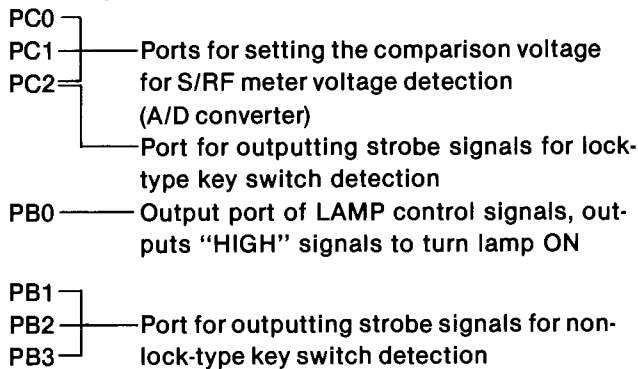 PC0
PC1 Ports for setting the comparison voltage
PC2 for S/RF meter voltage detection
(A/D converter)
Port for outputting strobe signals for lock-
type key switch detection
PB0 Output port of LAMP control signals, out-
puts “HIGH” signals to turn lamp ON
PB1
PB2 Port for outputting strobe signals for non-
PB3 lock-type key switch detection